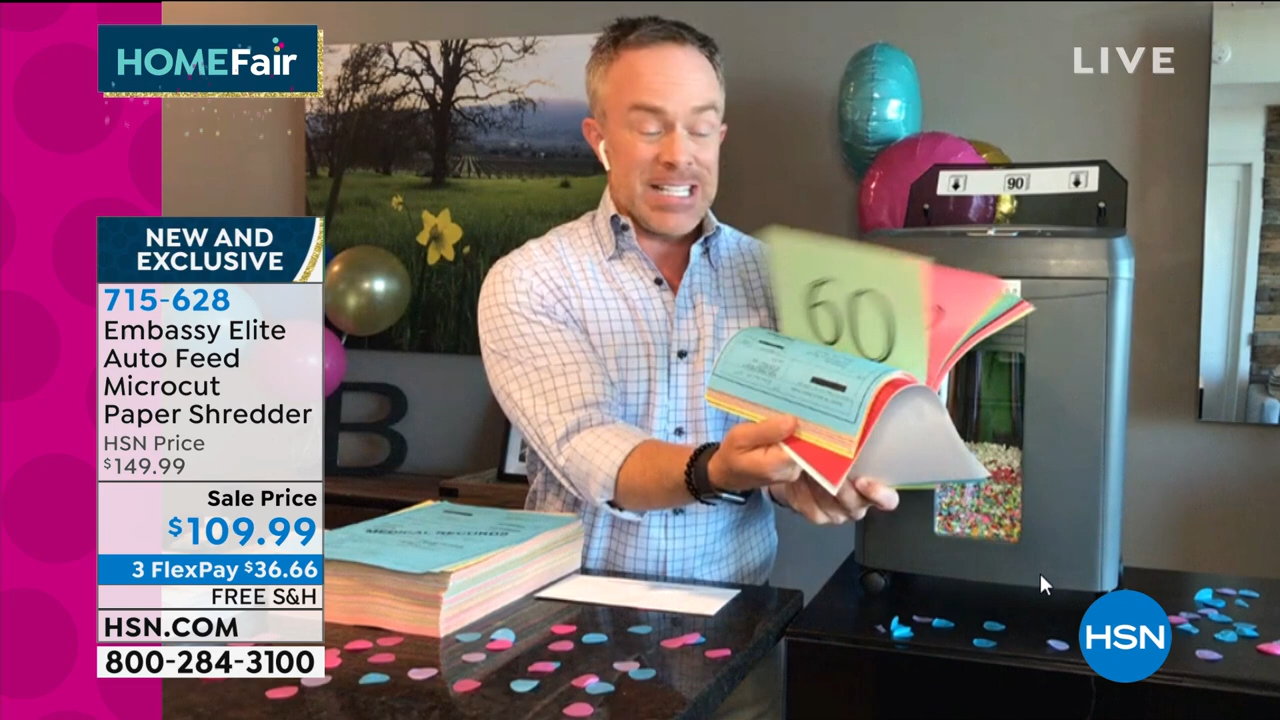 HOMEFair
LIVE
NEW AND
EXCLUSIVE
715-628
Embassy Elite
Auto Feed
Microcut
Paper Shredder
HSN Price
$149.99
Sale Price
$109.99
3 FlexPay $36.66
FREE S&H
HSN.COM
800-284-3100
90
60
MEDICAL RECORDS
B
HSN